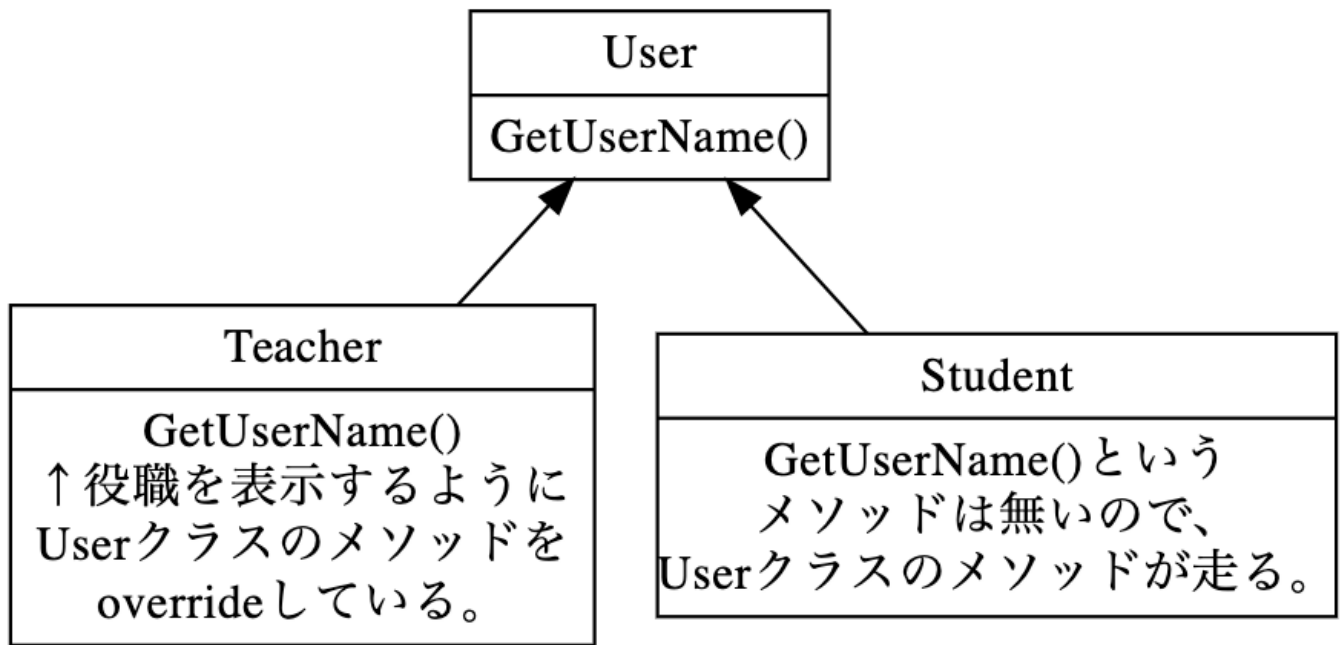 User
GetUserName()
Teacher
GetUserName()
↑役職を表示するように
Userクラスのメソッドを
overrideしている。
Student
GetUserName()という
メソッドは無いので、
Userクラスのメソッドが走る。